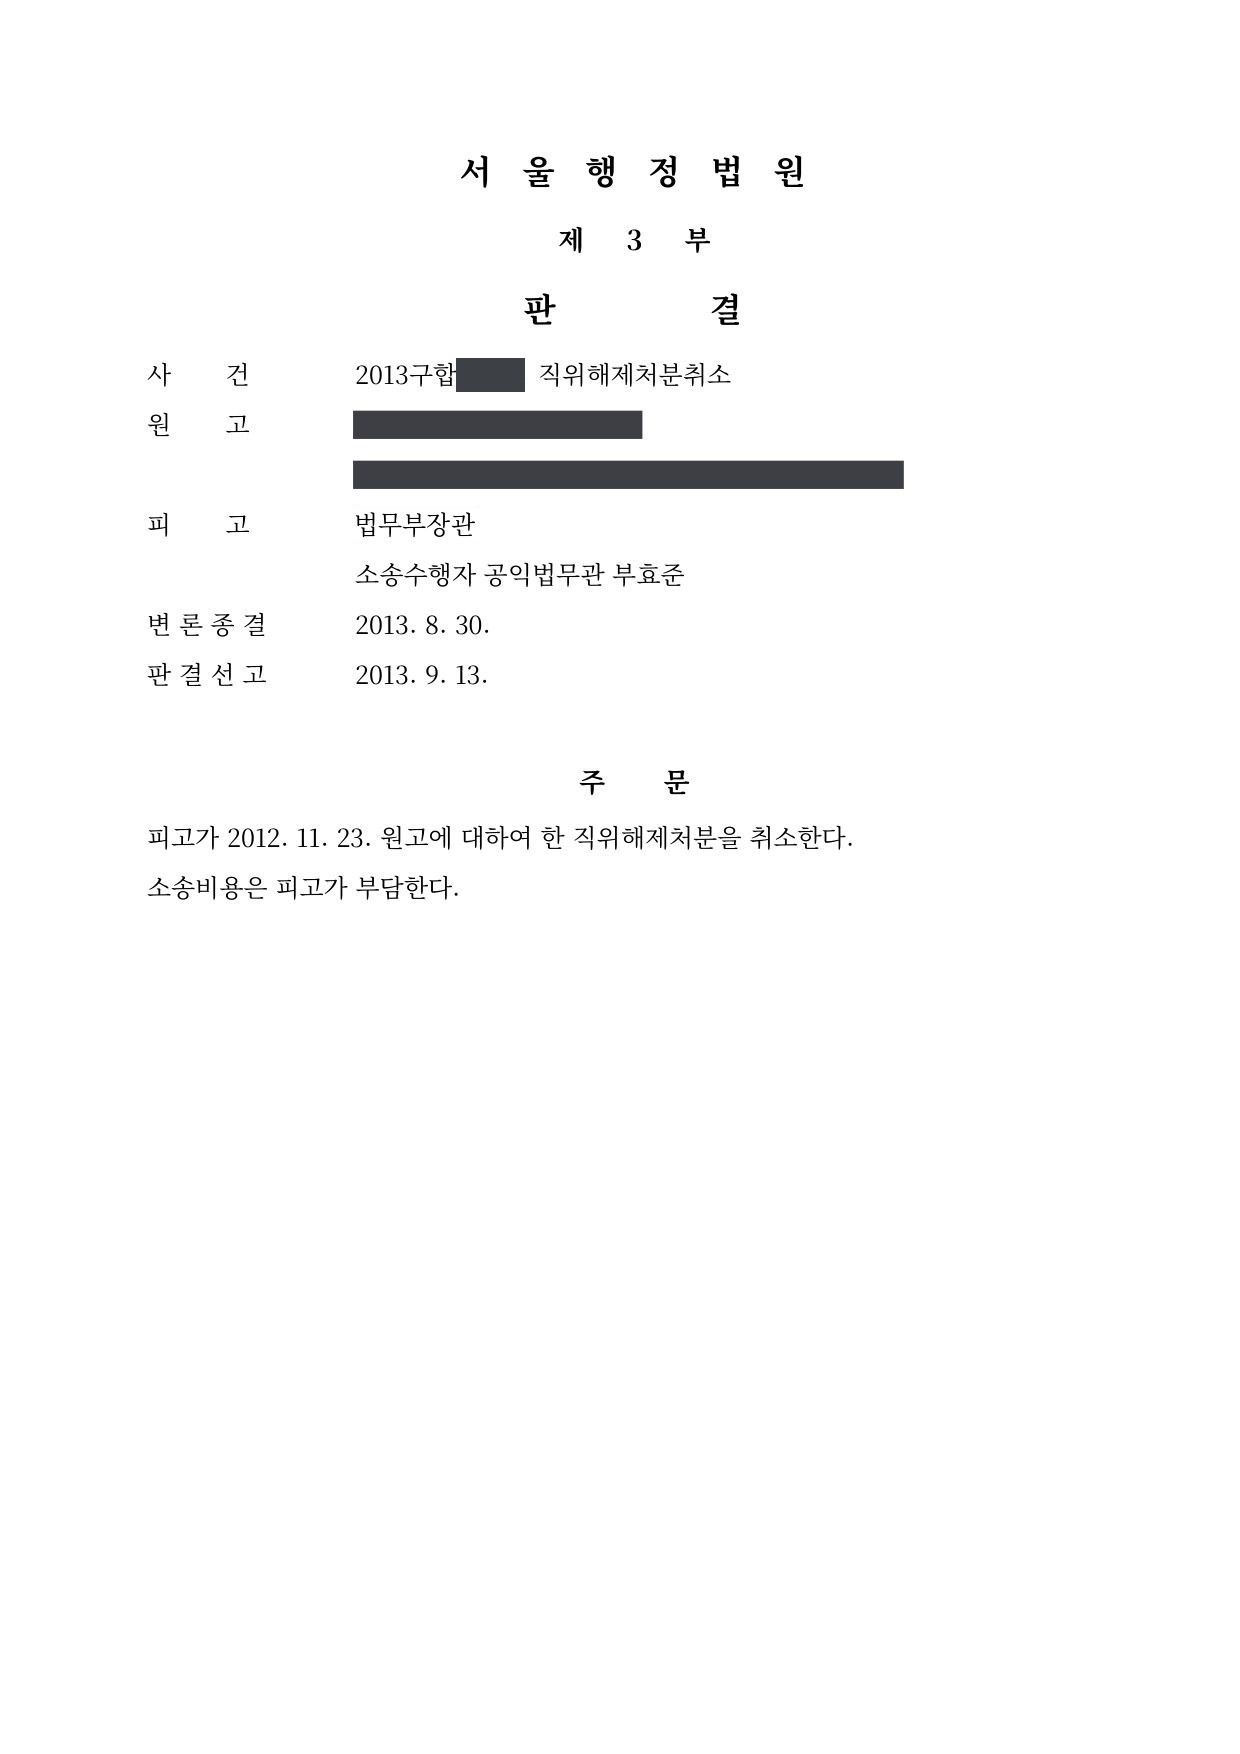 서 울 행 정 법 원
제 3 부
판 결
사 건 2013구합 직위해제처분취소
원 고
피 고 법무부장관
소송수행자 공익법무관 부효준
변 론 종 결 2013. 8. 30.
판 결 선 고 2013. 9. 13.
주 문
피고가 2012. 11. 23. 원고에 대하여 한 직위해제처분을 취소한다.
소송비용은 피고가 부담한다.